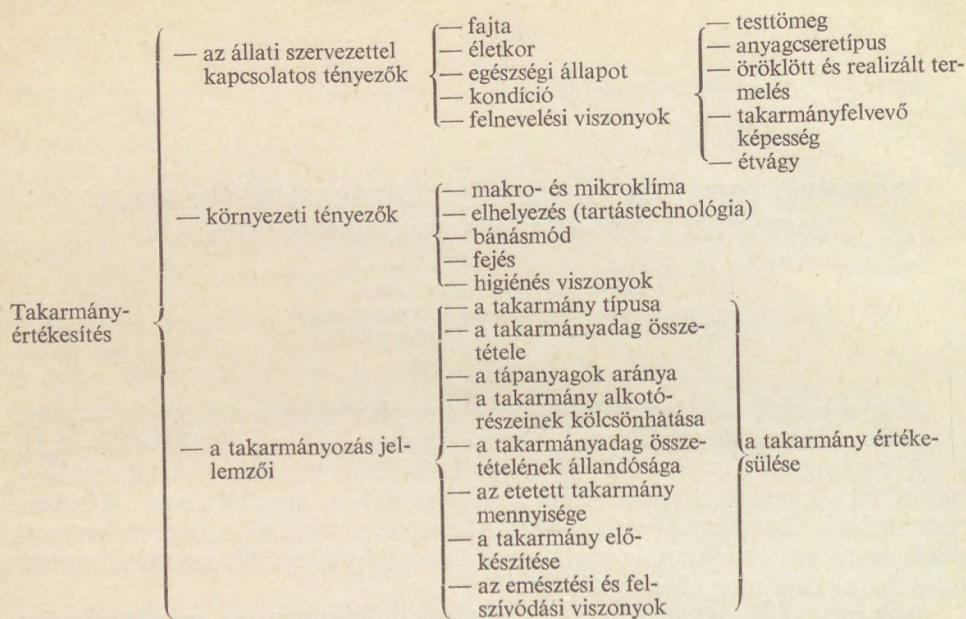 Takarmány-
értékesítés
— az állati szervezettel
kapcsolatos tényezők
— fajta
— életkor
— egészségi állapot
— kondíció
— felnevelési viszonyok
— testtömeg
— anyagcseretípus
— öröklött és realizált ter-
melés
— takarmányfelvevő
képesség
— étvágy
— környezeti tényezők
— makro- és mikroklíma
— elhelyezés (tartástechnológia)
— bánásmód
— fejés
— higiénés viszonyok
— a takarmányozás jel-
lemzői
— a takarmány típusa
— a takarmányadag össze-
tétele
— a tápanyagok aránya
— a takarmány alkotó-
részeinek kölcsönhatása
— a takarmányadag össze-
tételének állandósága
— az etetett takarmány
mennyisége
— a takarmány elő-
készítése
— az emésztési és fel-
szívódási viszonyok
a takarmány értéke-
sülése